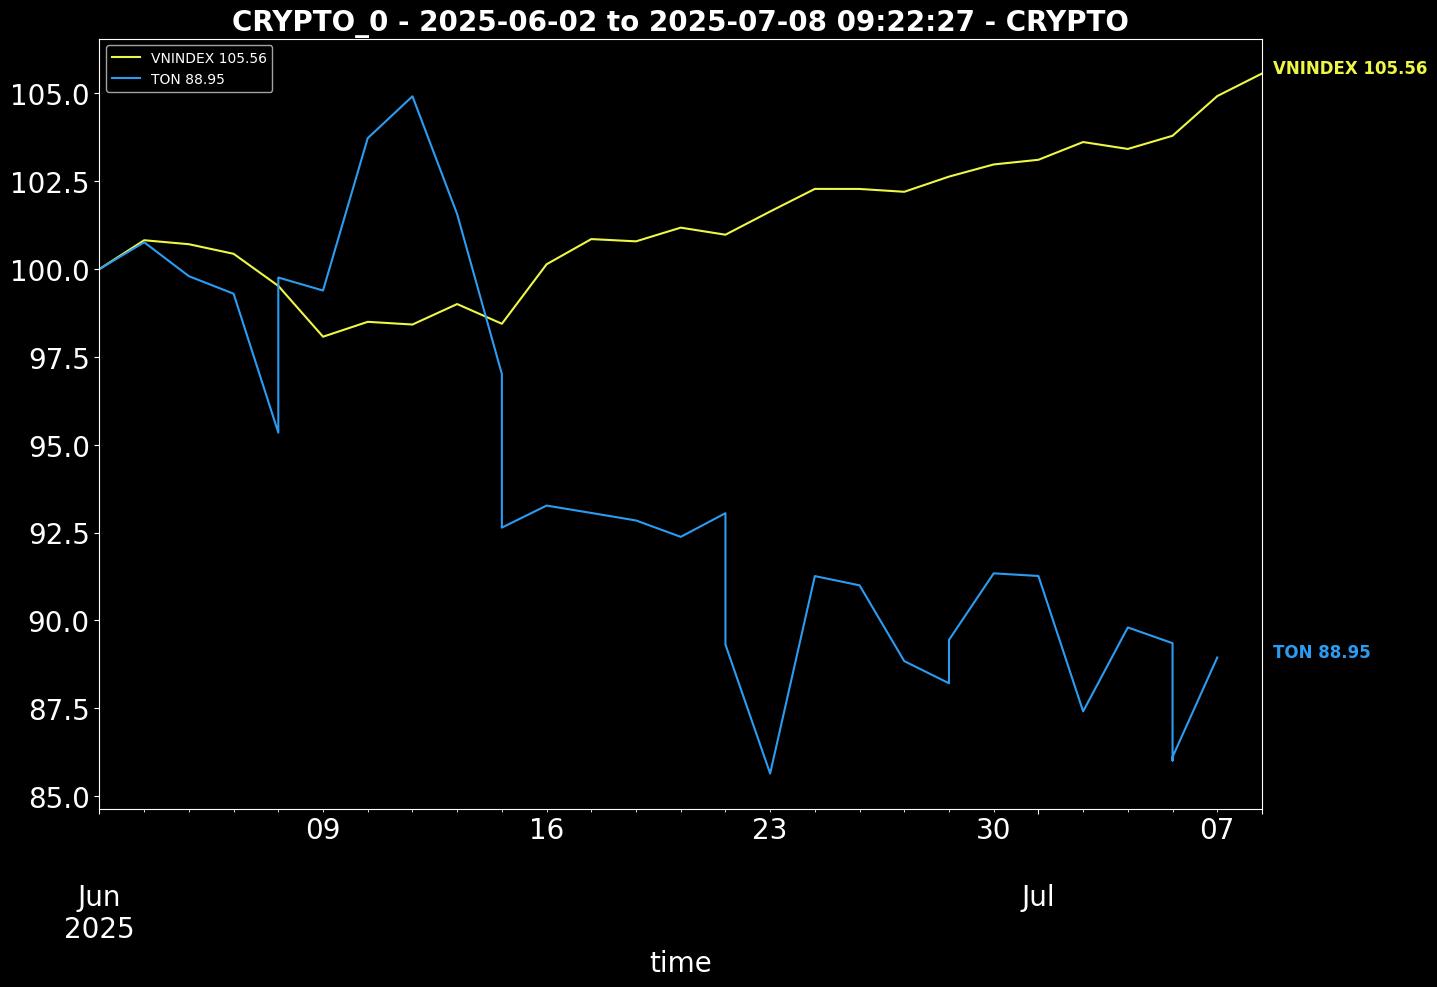 CRYPTO_0 - 2025-06-02 to 2025-07-08 09:22:27 - CRYPTO
VNINDEX 105.56
TON 88.95
VNINDEX 105.56
TON 88.95
105.0
102.5
100.0
97.5
95.0
92.5
90.0
87.5
85.0
09 16 23 30 07
Jun Jul
2025
time